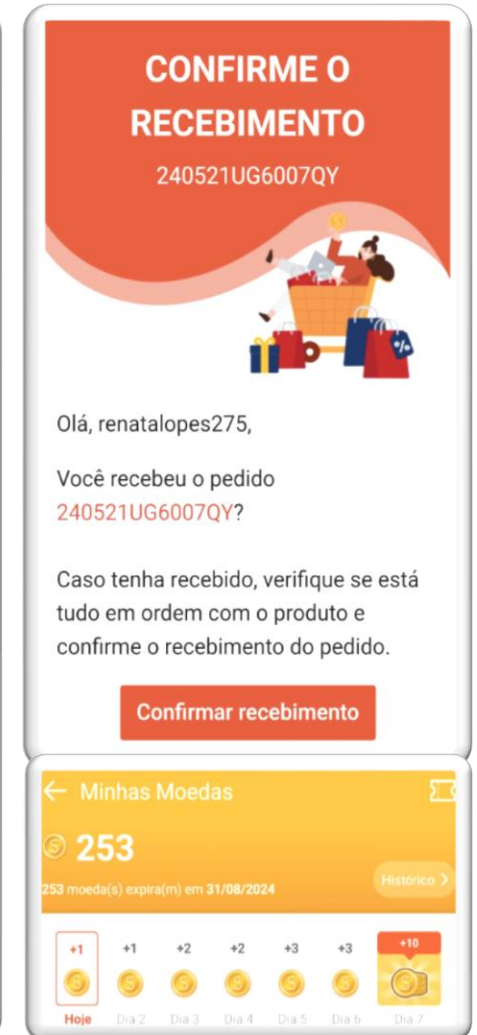 CONFIRME O
RECEBIMENTO
240521UG6007QY
%
Olá, renatalopes275,
Você recebeu o pedido
240521UG6007QY?
Caso tenha recebido, verifique se está
tudo em ordem com o produto e
confirme o recebimento do pedido.
Confirmar recebimento
← Minhas Moedas
S 253
253 moeda(s) expira(m) em 31/08/2024
Histórico >
+1 +1 +2 +2 +3 +3 +10
S S S S S S S
Hoje Dia 2 Dia 3 Dia 4 Dia 5 Dia 6 Dia 7